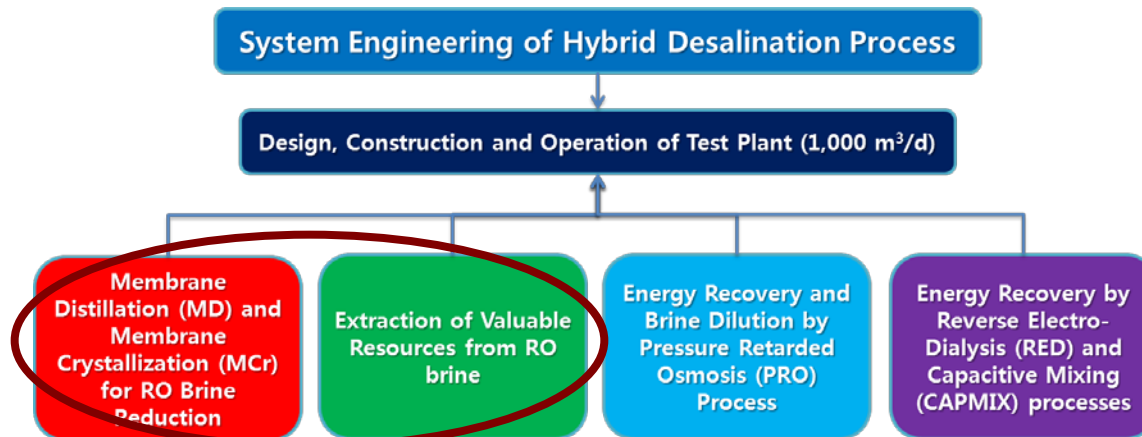 System Engineering of Hybrid Desalination Process
Design, Construction and Operation of Test Plant (1,000 m³/d)
Membrane
Distillation (MD) and
Membrane
Crystallization (MCr)
for RO Brine
Reduction
Extraction of Valuable
Resources from RO
brine
Energy Recovery and
Brine Dilution by
Pressure Retarded
Osmosis (PRO)
Process
Energy Recovery by
Reverse Electro-
Dialysis (RED) and
Capacitive Mixing
(CAPMIX) processes